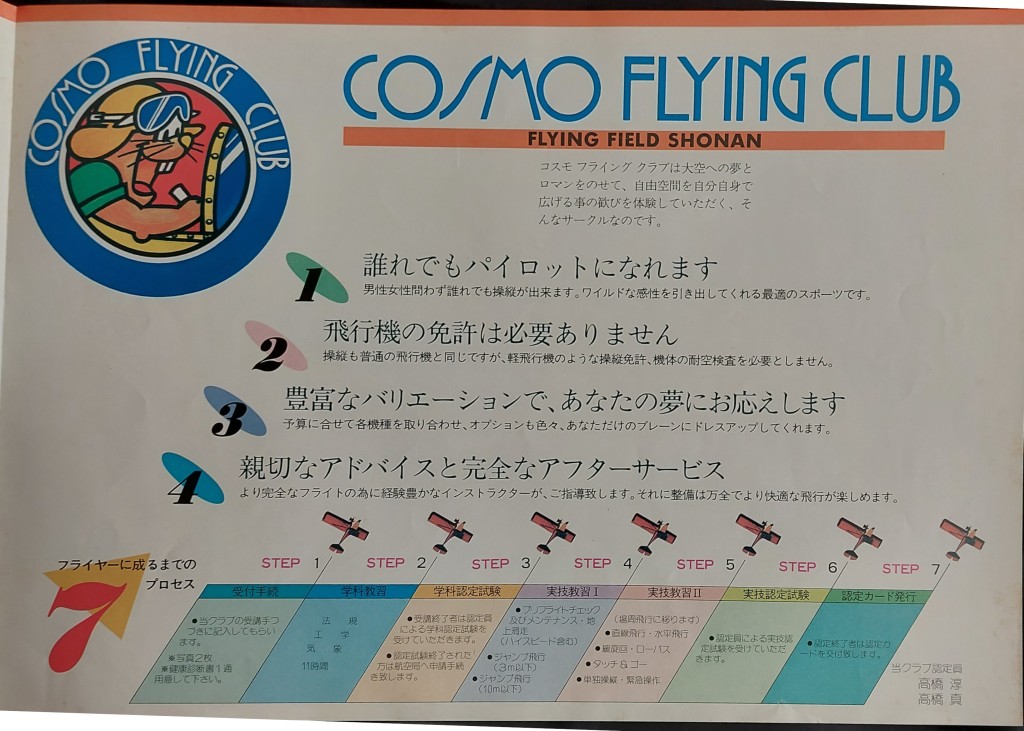 COSMO FLYING CLUB
COSMO FLYING CLUB
FLYING FIELD SHONAN
コスモ フライング クラブは大空への夢と
ロマンをのせて、自由空間を自分自身で
広げる事の歓びを体験していただく、そ
んなサークルなのです。
1 誰れでもパイロットになれます
男性女性問わず誰れでも操縦が出来ます。ワイルドな感性を引き出してくれる最適のスポーツです。
2 飛行機の免許は必要ありません
操縦も普通の飛行機と同じですが、軽飛行機のような操縦免許、機体の耐空検査を必要としません。
3 豊富なバリエーションで、あなたの夢にお応えします
予算に合せて各機種を取り合わせ、オプションも色々、あなただけのプレーンにドレスアップしてくれます。
4 親切なアドバイスと完全なアフターサービス
より完全なフライトの為に経験豊かなインストラクターが、ご指導致します。それに整備は万全でより快適な飛行が楽しめます。
フライヤーに成るまでの
7 プロセス
STEP 1
受付手続
●当クラブの受講手つ
づきに記入してもらい
ます。
※写真2枚
※健康診断書1通
用意して下さい。
STEP 2
学科教習
法 規
工 学
気 象
11時間
STEP 3
学科認定試験
●受講終了者は認定員
による学科認定試験を
受けていただきます。
●認定試験終了された
方は航空局へ申請手続
き致します。
STEP 4
実技教習 I
●プリフライトチェック
及びメンテナンス・地
上滑走
(ハイスピード含む)
●ジャンプ飛行
(3m以下)
●ジャンプ飛行
(10m以下)
STEP 5
実技教習 II
(場周飛行に移ります)
●直線飛行・水平飛行
●緩旋回・ローパス
●タッチ&ゴー
●単独操縦・緊急操作
STEP 6
実技認定試験
●認定員による実技認
定試験を受けていただ
きます。
STEP 7
認定カード発行
●認定終了者は認定カ
ードを交付致します。
当クラブ認定員
高橋 淳
高橋 真